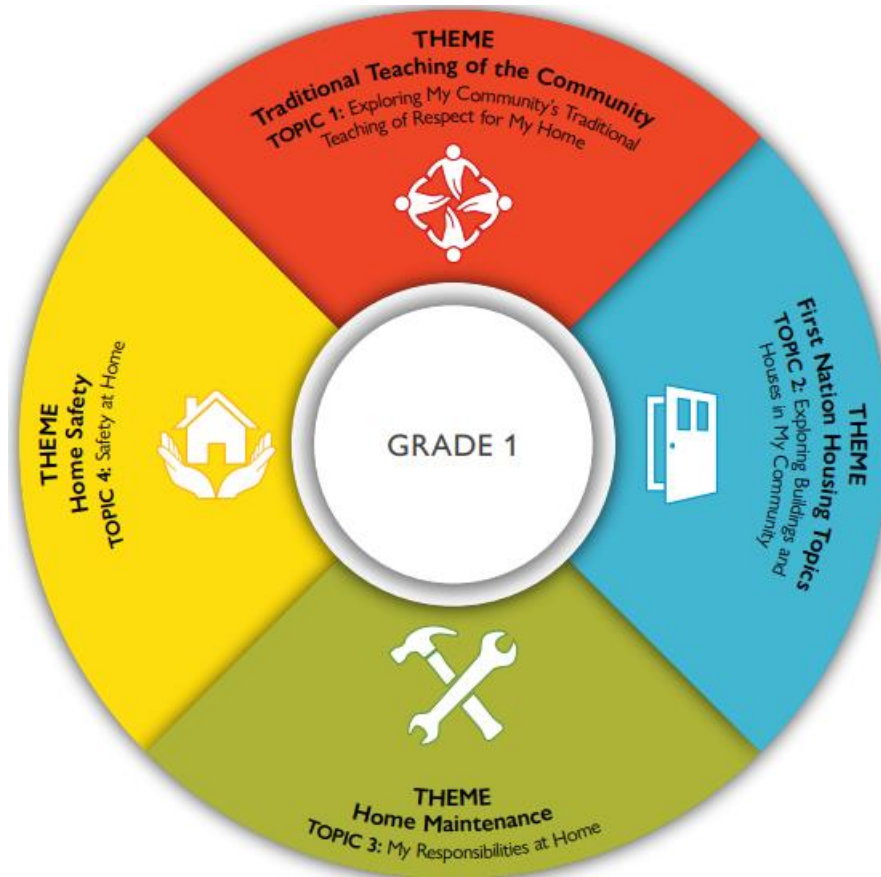 THEME
Traditional Teaching of the Community
TOPIC 1: Exploring My Community's Traditional
Teaching of Respect for My Home
THEME
First Nation Housing Topics
TOPIC 2: Exploring Buildings and
Houses in My Community
THEME
Home Maintenance
TOPIC 3: My Responsibilities at Home
THEME
Home Safety
TOPIC 4: Safety at Home
GRADE 1